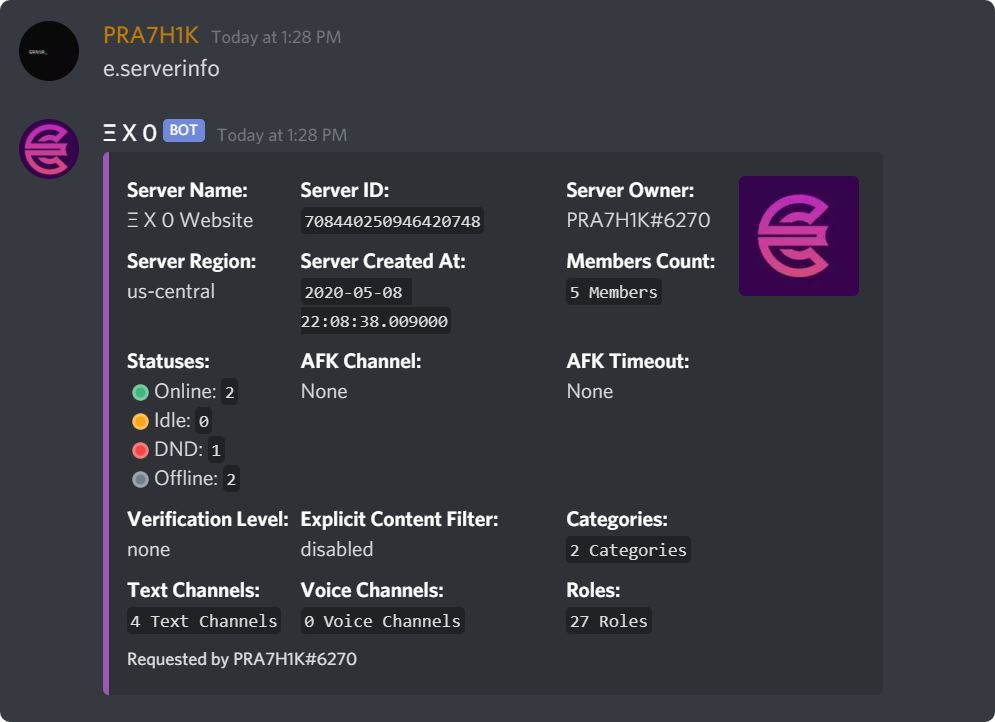 PRA7H1K Today at 1:28 PM
e.serverinfo
Ξ X 0 BOT Today at 1:28 PM
Server Name: Server ID: Server Owner:
Ξ X 0 Website 708440250946420748 PRA7H1K#6270
Server Region: Server Created At: Members Count:
us-central 2020-05-08 5 Members
22:08:38.009000
Statuses: AFK Channel: AFK Timeout:
Online: 2 None None
Idle: 0
DND: 1
Offline: 2
Verification Level: Explicit Content Filter: Categories:
none disabled 2 Categories
Text Channels: Voice Channels: Roles:
4 Text Channels 0 Voice Channels 27 Roles
Requested by PRA7H1K#6270